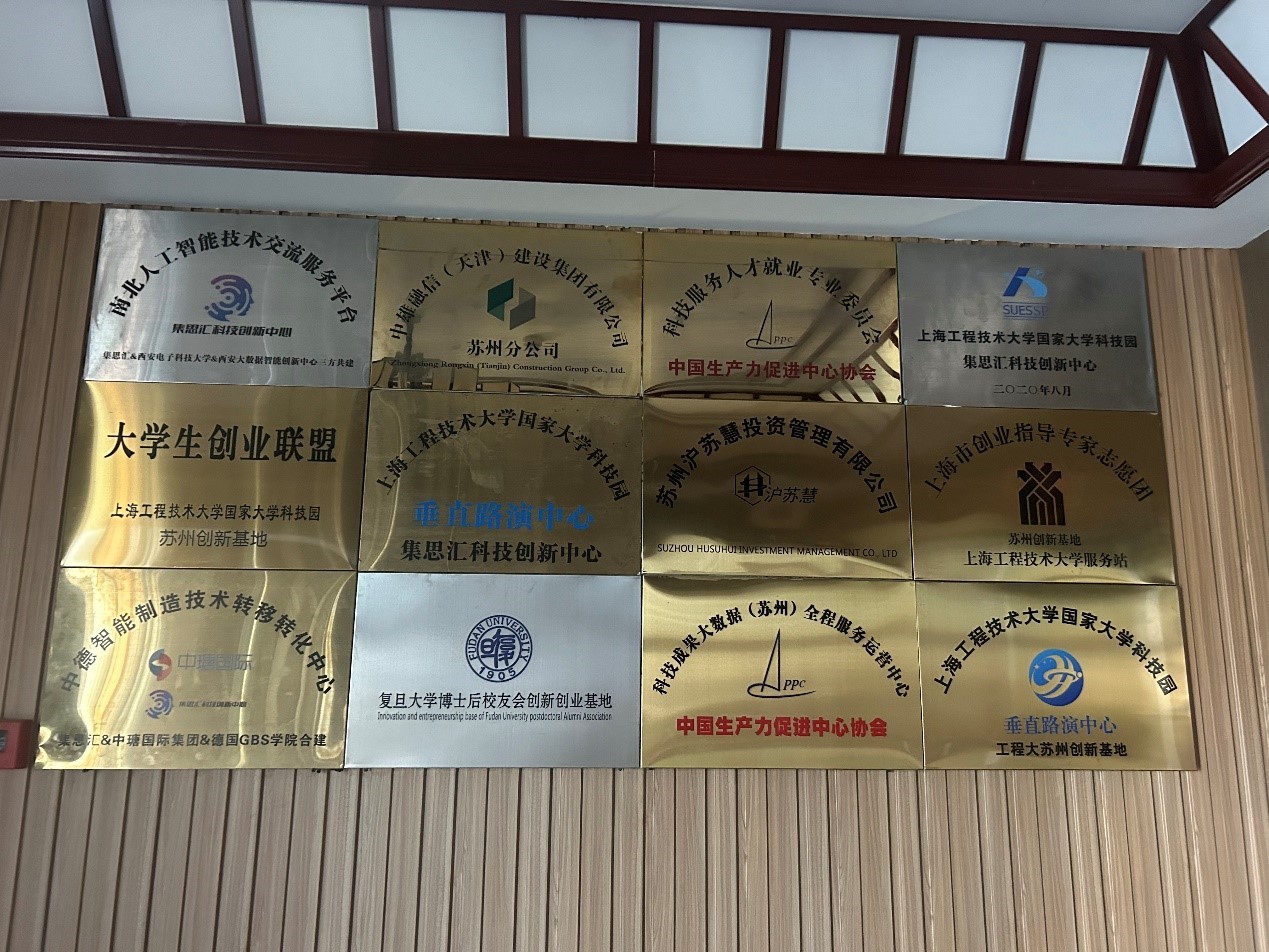 南北人工智能技术交流服务平台
集思汇科技创新中心
集思汇&西安电子科技大学&西安大数据智能创新中心三方共建
中雄融信（天津）建设集团有限公司
苏州分公司
Zhongxiong Rongxin (Tianjin) Construction Group Co., Ltd.
科技服务人才就业专业委员会
APPC
中国生产力促进中心协会
SUESSP
上海工程技术大学国家大学科技园
集思汇科技创新中心
二〇二〇年八月
大学生创业联盟
上海工程技术大学国家大学科技园
苏州创新基地
上海工程技术大学国家大学科技园
垂直路演中心
集思汇科技创新中心
苏州沪苏慧投资管理有限公司
沪苏慧
SUZHOU HUSUHUI INVESTMENT MANAGEMENT CO., LTD
上海市创业指导专家志愿团
苏州创新基地
上海工程技术大学服务站
中德智能制造技术转移转化中心
中瑭国际
集思汇科技创新中心
集思汇&中瑭国际集团&德国GBS学院合建
FUDAN UNIVERSITY
1905
复旦大学博士后校友会创新创业基地
Innovation and entrepreneurship base of Fudan University postdoctoral Alumni Association
科技成果大数据（苏州）全程服务运营中心
APPC
中国生产力促进中心协会
上海工程技术大学国家大学科技园
垂直路演中心
工程大苏州创新基地